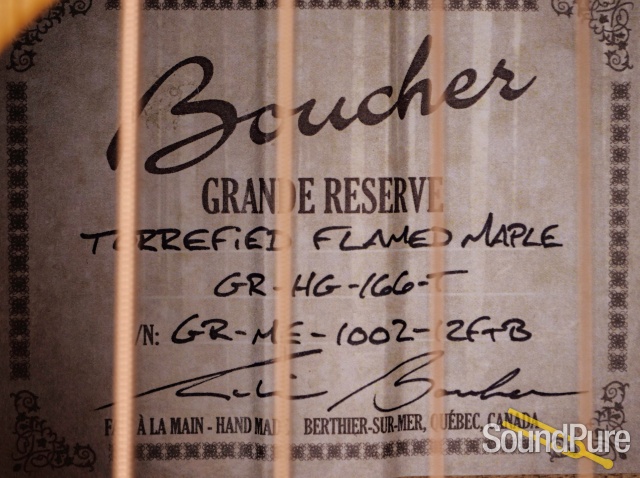 Boucher
GRANDE RESERVE
TORREFIED FLAMED MAPLE
GR-HG-166-T
/N: GR-ME-1002-12FTB
Boucher
À LA MAIN - HAND MADE BERTHIER-SUR-MER, QUÉBEC, CANADA
SoundPure